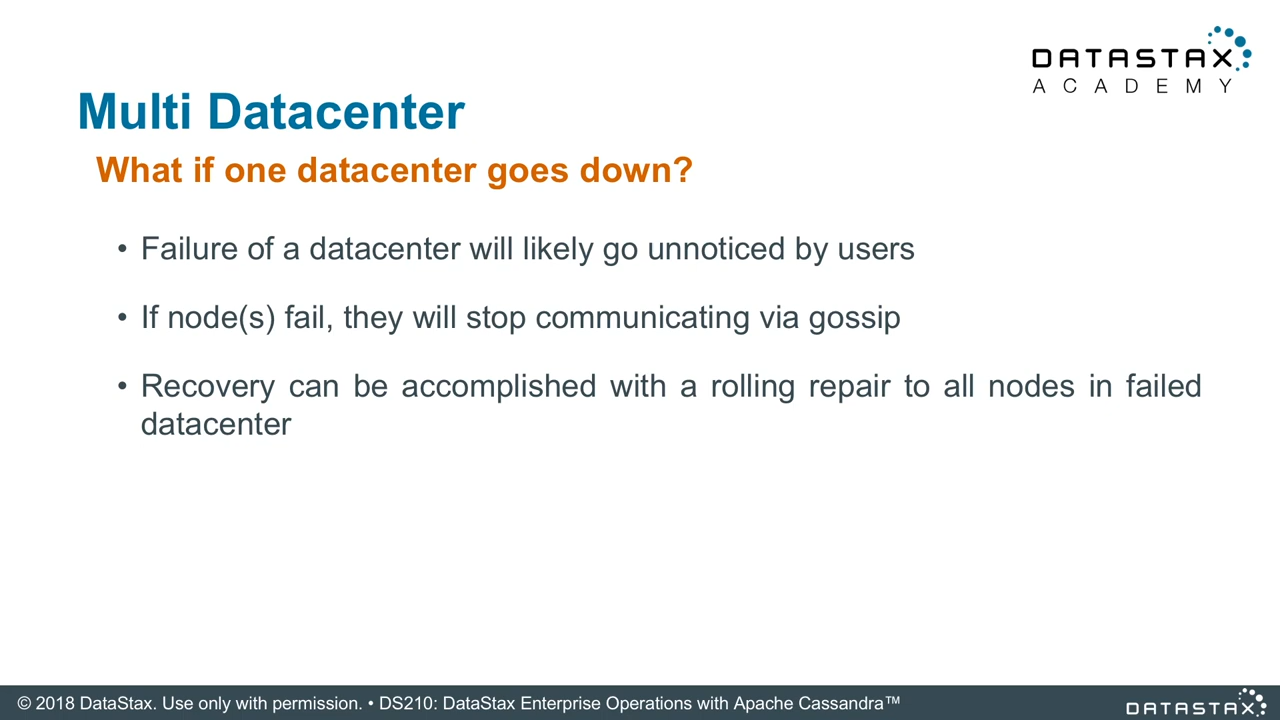 DATASTAX
ACADEMY
Multi Datacenter
What if one datacenter goes down?
• Failure of a datacenter will likely go unnoticed by users
• If node(s) fail, they will stop communicating via gossip
• Recovery can be accomplished with a rolling repair to all nodes in failed
datacenter
© 2018 DataStax. Use only with permission. • DS210: DataStax Enterprise Operations with Apache Cassandra™
DATASTAX